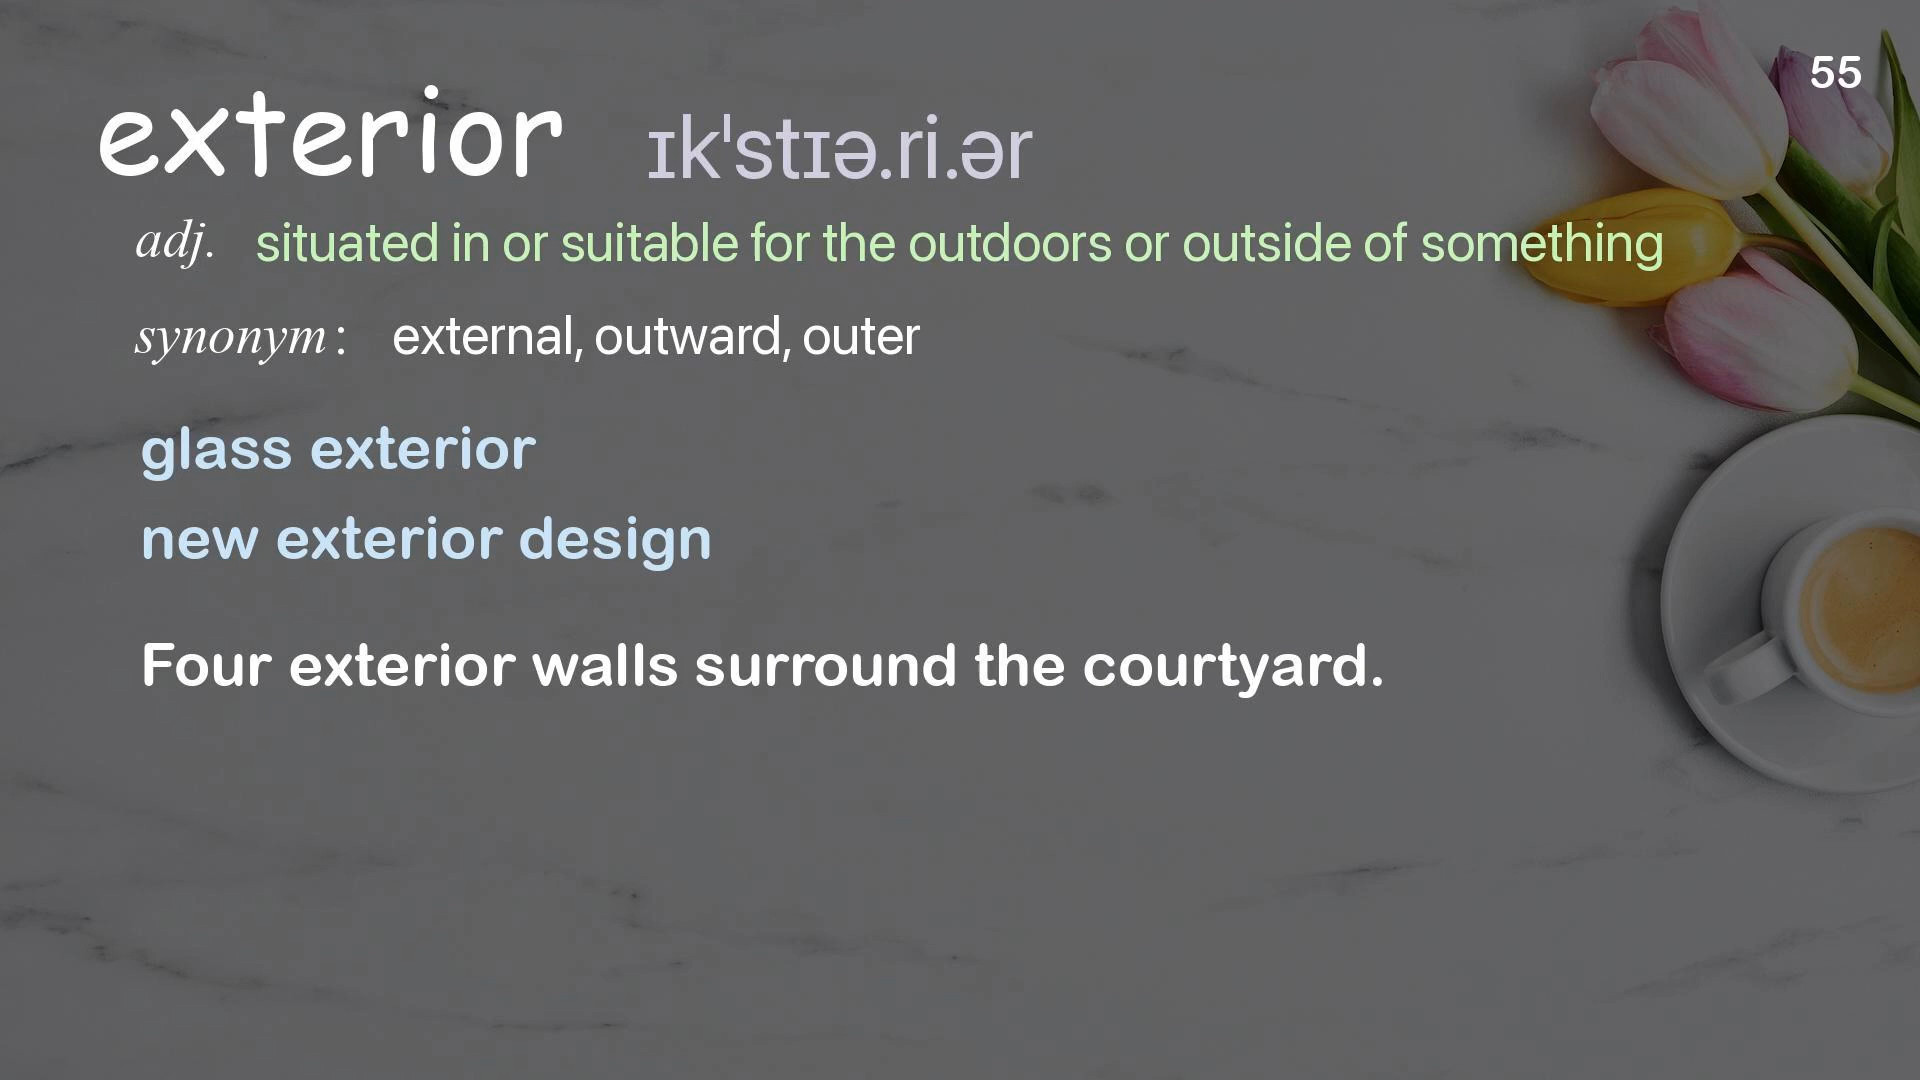 55
exterior ɪkˈstɪə.ri.ər
adj. situated in or suitable for the outdoors or outside of something
synonym: external, outward, outer
glass exterior
new exterior design
Four exterior walls surround the courtyard.